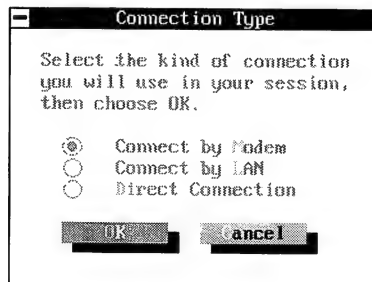 Connection Type
Select the kind of connection
you will use in your session,
then choose OK.
Connect by Modem
Connect by LAN
Direct Connection
OK
Cancel